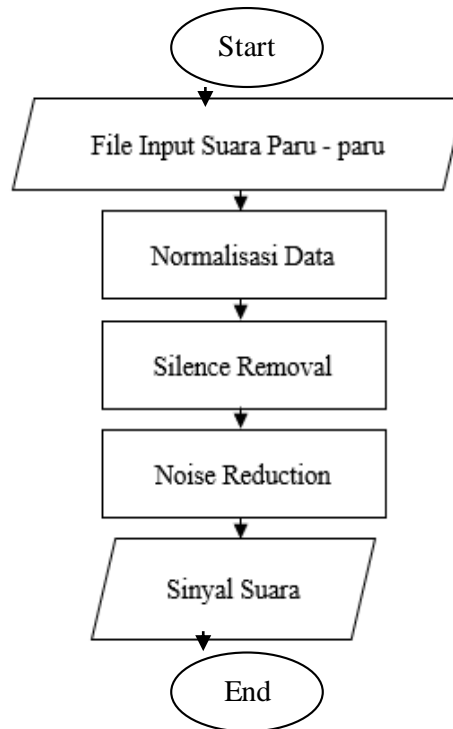 Start
File Input Suara Paru - paru
Normalisasi Data
Silence Removal
Noise Reduction
Sinyal Suara
End